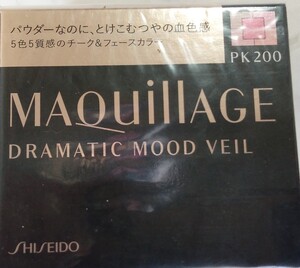 パウダーなのに、とけこむつやの血色感
5色5質感のチーク&フェースカラー
PK200
MAQuillAGE
DRAMATIC MOOD VEIL
SHISEIDO